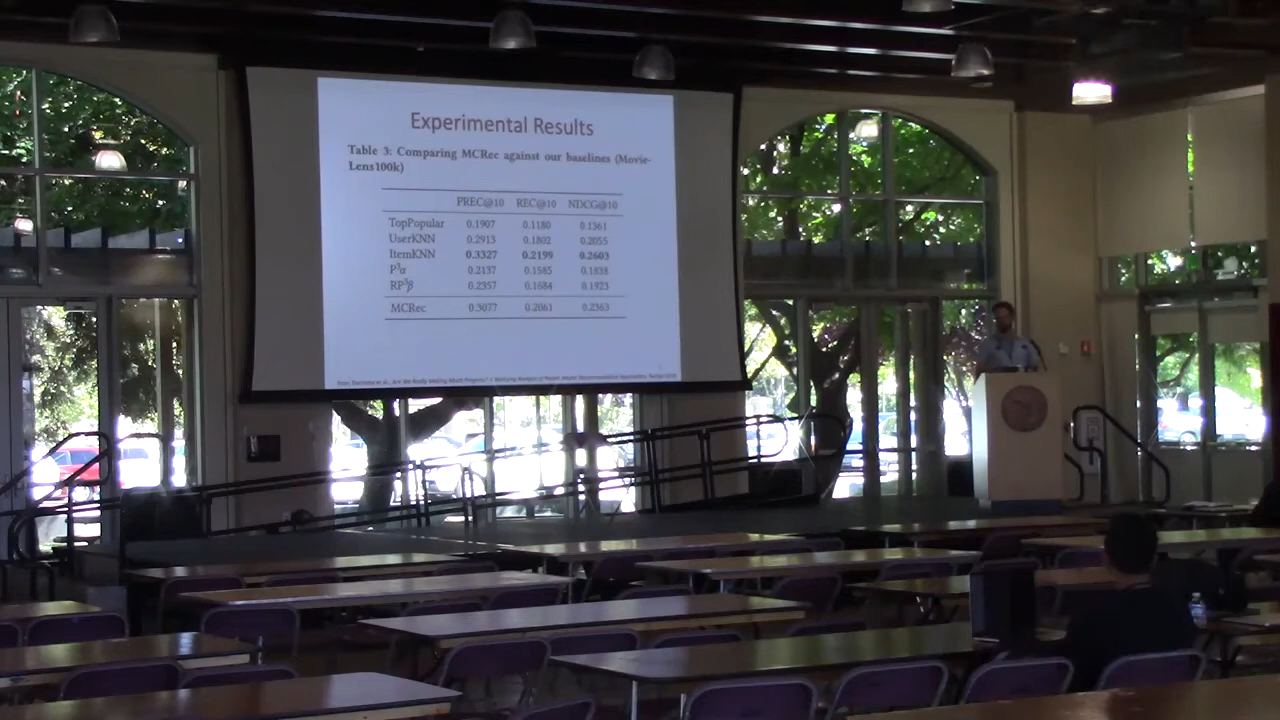 Experimental Results
Table 3: Comparing MCRec against our baselines (Movie-
Lens100k)
PREC@10 REC@10 NDCG@10
TopPopular 0.1907 0.1180 0.1361
UserKNN 0.2913 0.1802 0.2055
ItemKNN 0.3327 0.2199 0.2603
P³α 0.2137 0.1585 0.1838
RP³β 0.2357 0.1684 0.1923
MCRec 0.3077 0.2061 0.2363